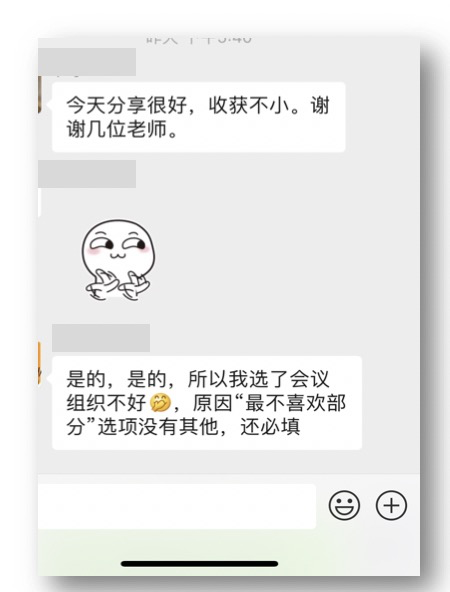 今天分享很好，收获不小。谢
谢几位老师。
是的，是的，所以我选了会议
组织不好🤣，原因“最不喜欢部
分”选项没有其他，还必填